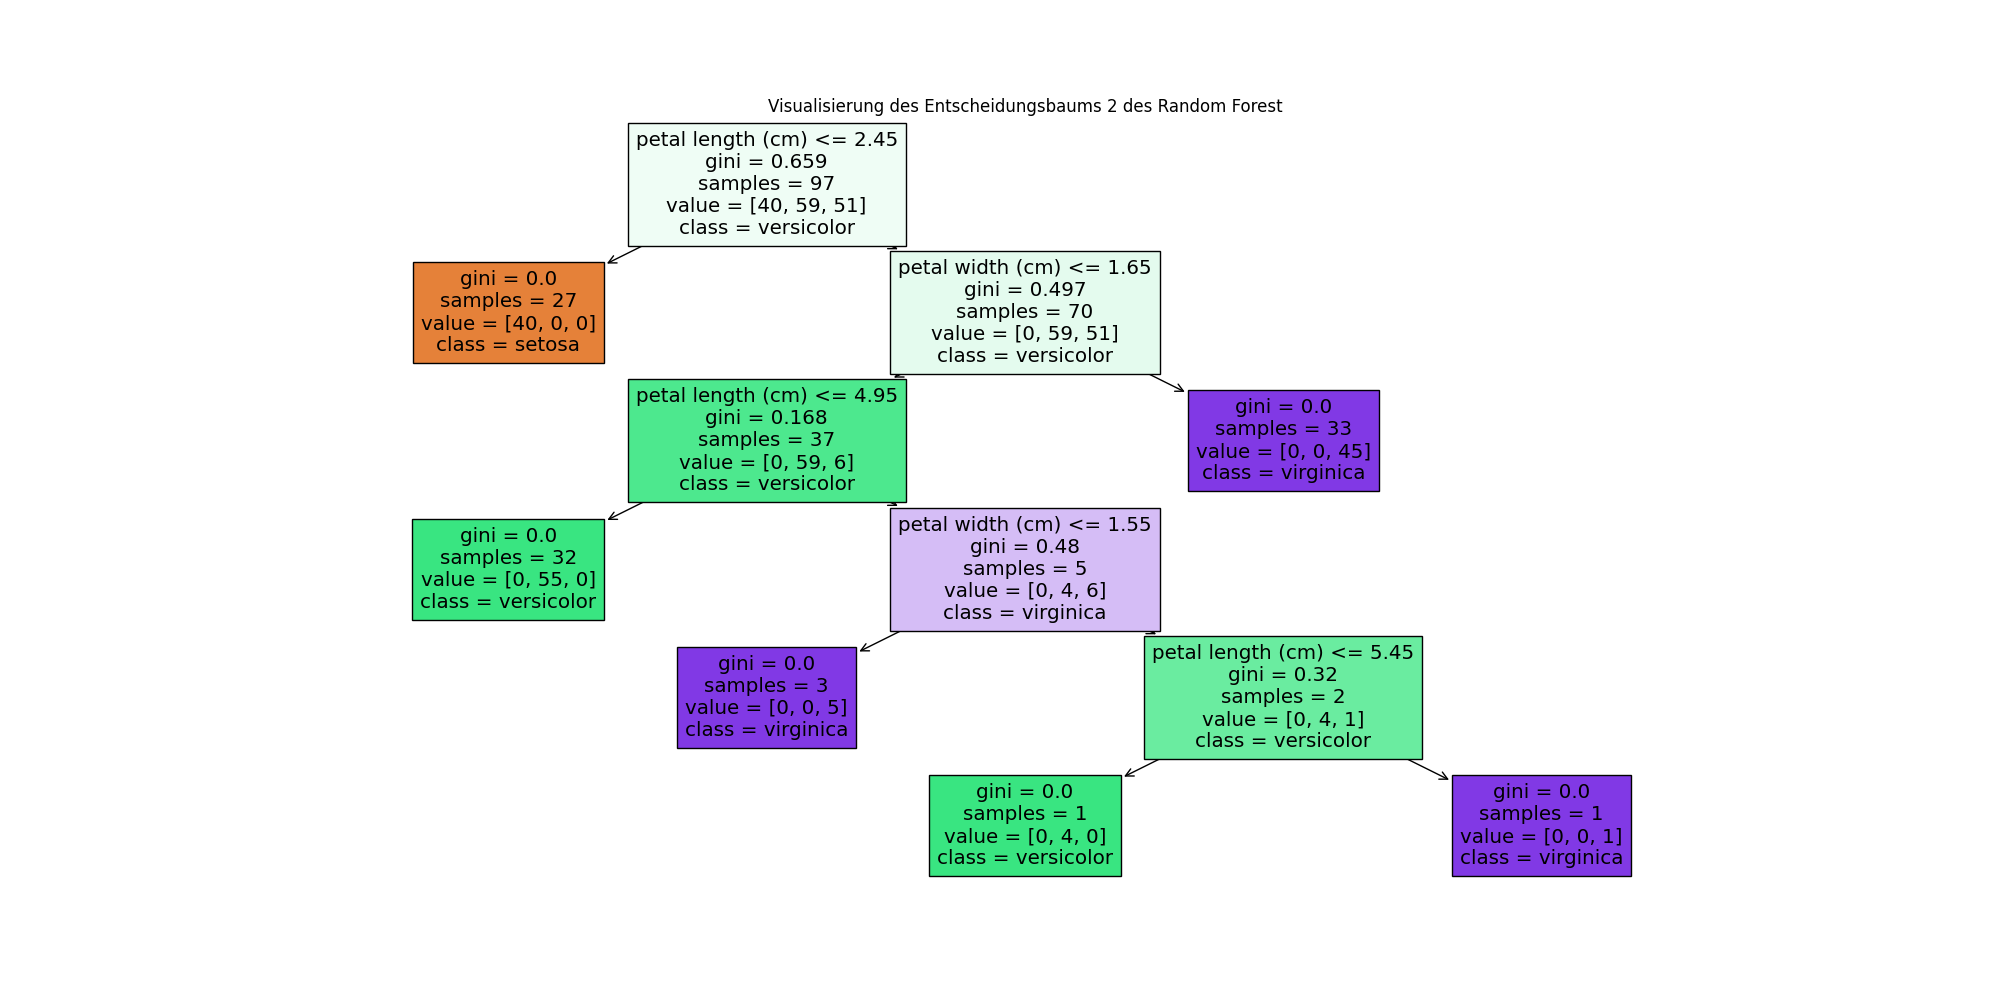 Visualisierung des Entscheidungsbaums 2 des Random Forest
petal length (cm) <= 2.45
gini = 0.659
samples = 97
value = [40, 59, 51]
class = versicolor
gini = 0.0
samples = 27
value = [40, 0, 0]
class = setosa
petal width (cm) <= 1.65
gini = 0.497
samples = 70
value = [0, 59, 51]
class = versicolor
petal length (cm) <= 4.95
gini = 0.168
samples = 37
value = [0, 59, 6]
class = versicolor
gini = 0.0
samples = 33
value = [0, 0, 45]
class = virginica
gini = 0.0
samples = 32
value = [0, 55, 0]
class = versicolor
petal width (cm) <= 1.55
gini = 0.48
samples = 5
value = [0, 4, 6]
class = virginica
gini = 0.0
samples = 3
value = [0, 0, 5]
class = virginica
petal length (cm) <= 5.45
gini = 0.32
samples = 2
value = [0, 4, 1]
class = versicolor
gini = 0.0
samples = 1
value = [0, 4, 0]
class = versicolor
gini = 0.0
samples = 1
value = [0, 0, 1]
class = virginica